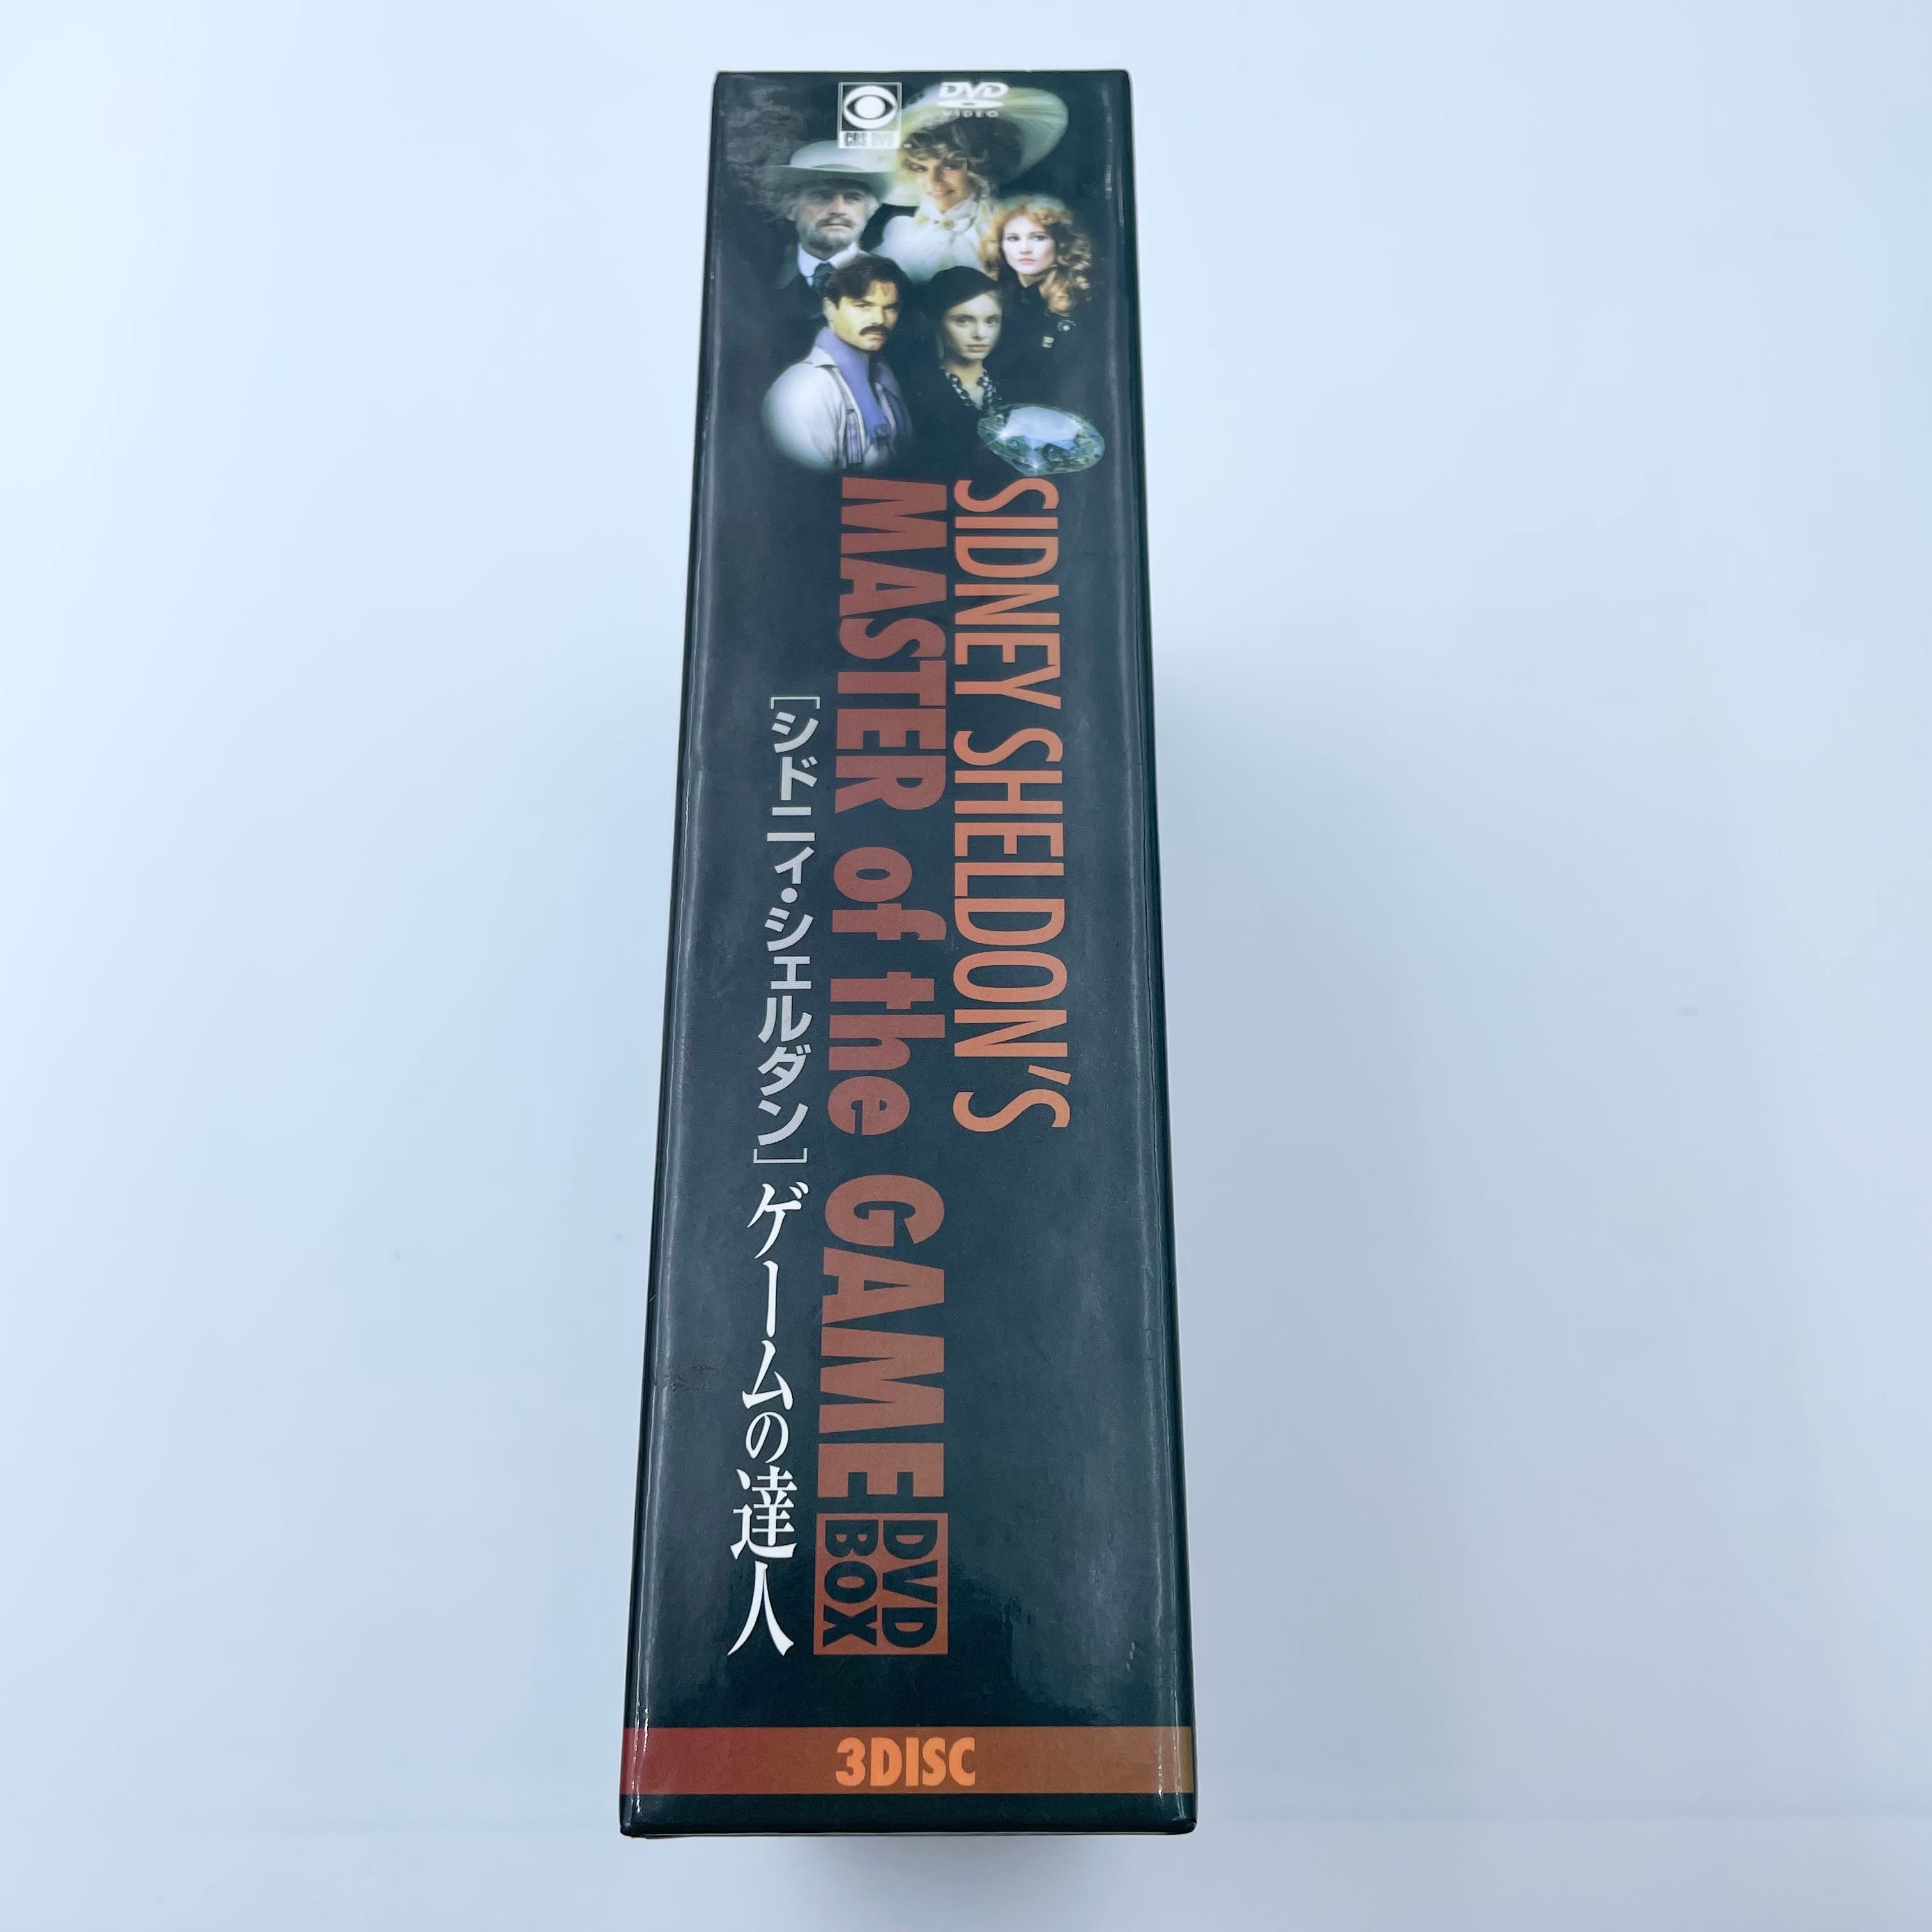 CBS DVD
DVD
VIDEO
SIDNEY SHELDON'S
MASTER of the GAME
DVD
BOX
[シドニィ・シェルダン]ゲームの達人
3DISC